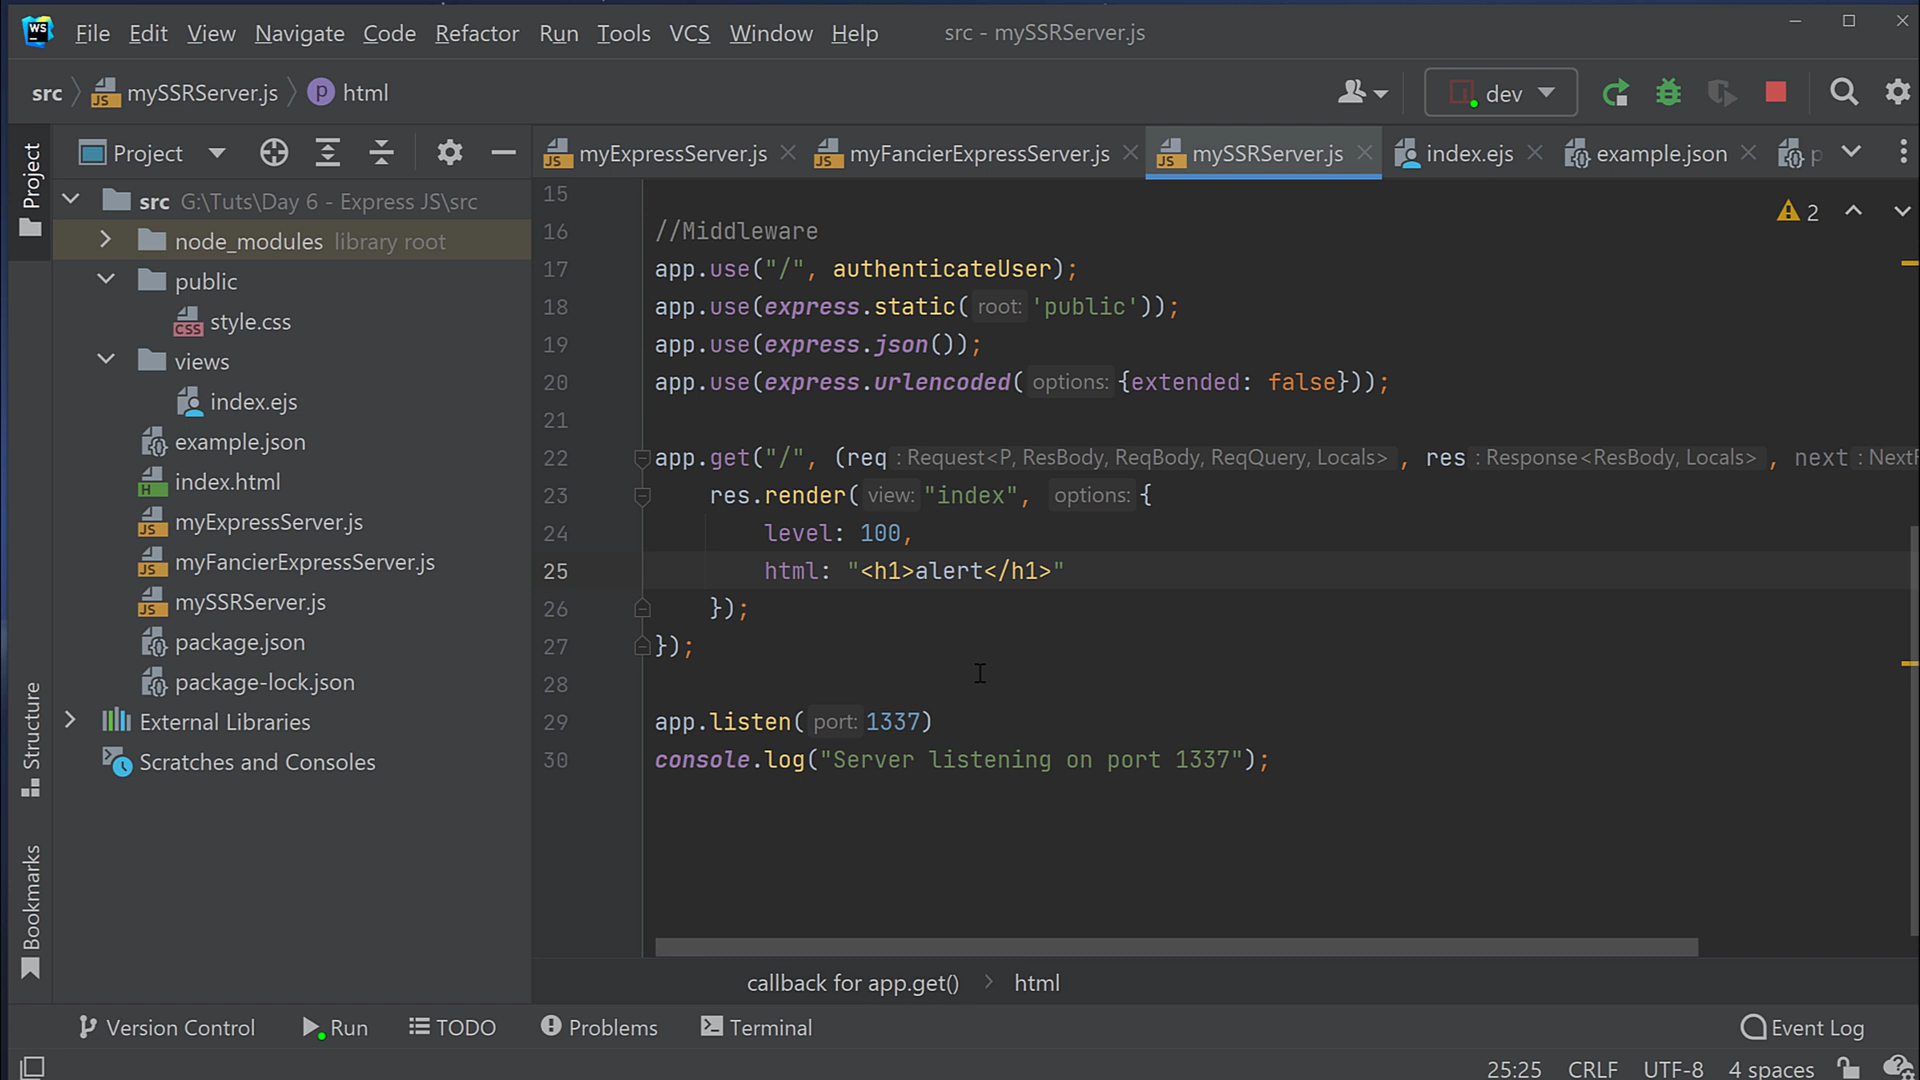 WS File Edit View Navigate Code Refactor Run Tools VCS Window Help src - mySSRServer.js
src mySSRServer.js p html dev
Project
Project
Structure
Bookmarks
src G:\Tuts\Day 6 - Express JS\src
node_modules library root
public
style.css
views
index.ejs
example.json
index.html
myExpressServer.js
myFancierExpressServer.js
mySSRServer.js
package.json
package-lock.json
External Libraries
Scratches and Consoles
myExpressServer.js myFancierExpressServer.js mySSRServer.js index.ejs example.json p
2
15
16 //Middleware
17 app.use("/", authenticateUser);
18 app.use(express.static( root: 'public'));
19 app.use(express.json());
20 app.use(express.urlencoded( options: {extended: false}));
21
22 app.get("/", (req : Request<P, ResBody, ReqBody, ReqQuery, Locals> , res : Response<ResBody, Locals> , next : NextF
23 res.render( view: "index", options: {
24 level: 100,
25 html: "<h1>alert</h1>"
26 });
27 });
28
29 app.listen( port: 1337)
30 console.log("Server listening on port 1337");
callback for app.get() html
Version Control Run TODO Problems Terminal Event Log
25:25 CRLF UTF-8 4 spaces